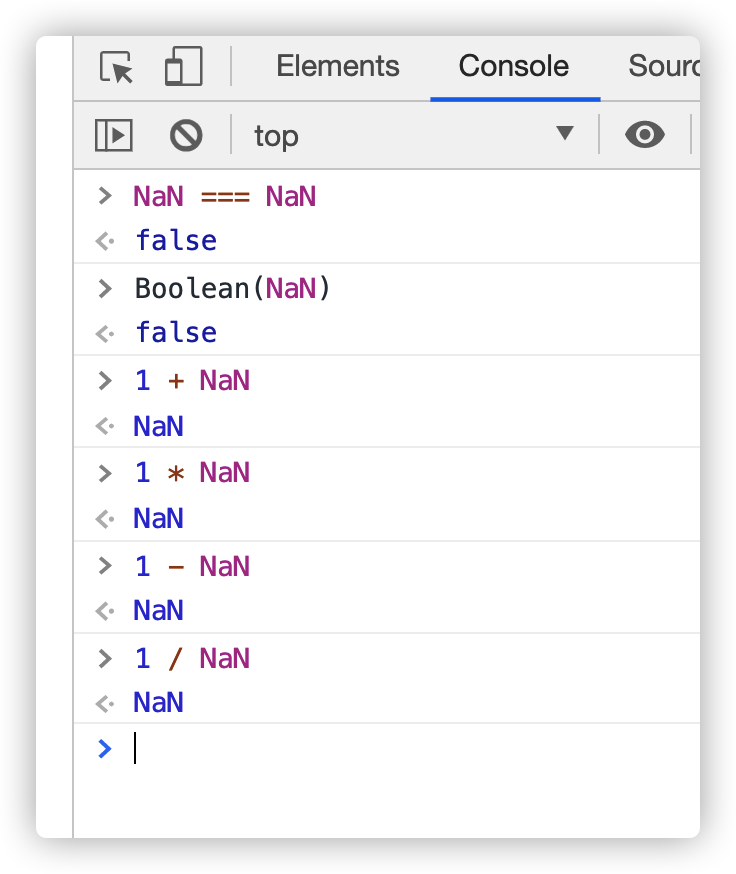 Elements Console
top
> NaN === NaN
<· false
> Boolean(NaN)
<· false
> 1 + NaN
<· NaN
> 1 * NaN
<· NaN
> 1 - NaN
<· NaN
> 1 / NaN
<· NaN
>